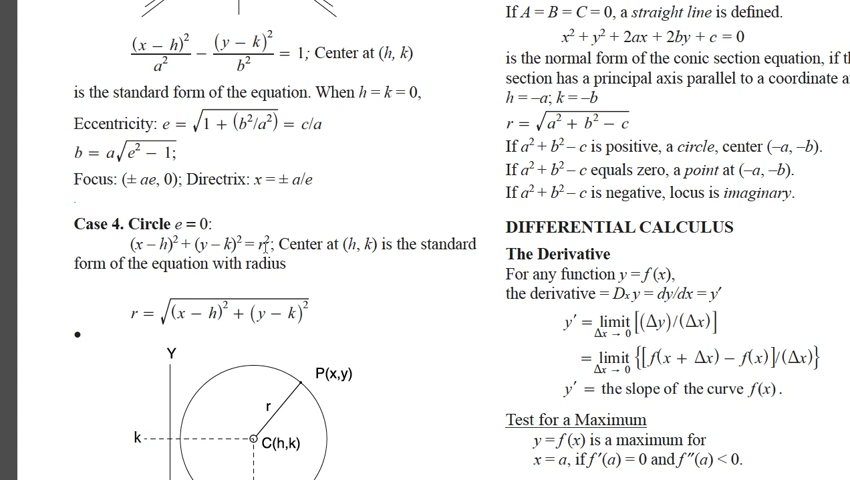 (x − h)²/a² − (y − k)²/b² = 1; Center at (h, k)
is the standard form of the equation. When h = k = 0,
Eccentricity: e = √(1 + (b²/a²)) = c/a
b = a√(e² − 1);
Focus: (± ae, 0); Directrix: x = ± a/e
Case 4. Circle e = 0:
(x − h)² + (y − k)² = r²; Center at (h, k) is the standard
form of the equation with radius
r = √((x − h)² + (y − k)²)
•
Y
P(x,y)
r
k
C(h,k)
If A = B = C = 0, a straight line is defined.
x² + y² + 2ax + 2by + c = 0
is the normal form of the conic section equation, if th
section has a principal axis parallel to a coordinate a
h = −a; k = −b
r = √(a² + b² − c)
If a² + b² − c is positive, a circle, center (−a, −b).
If a² + b² − c equals zero, a point at (−a, −b).
If a² + b² − c is negative, locus is imaginary.
DIFFERENTIAL CALCULUS
The Derivative
For any function y = f(x),
the derivative = Dₓ y = dy/dx = y′
y′ = limit Δx → 0 [(Δy)/(Δx)]
= limit Δx → 0 {[f(x + Δx) − f(x)]/(Δx)}
y′ = the slope of the curve f(x).
Test for a Maximum
y = f(x) is a maximum for
x = a, if f′(a) = 0 and f″(a) < 0.